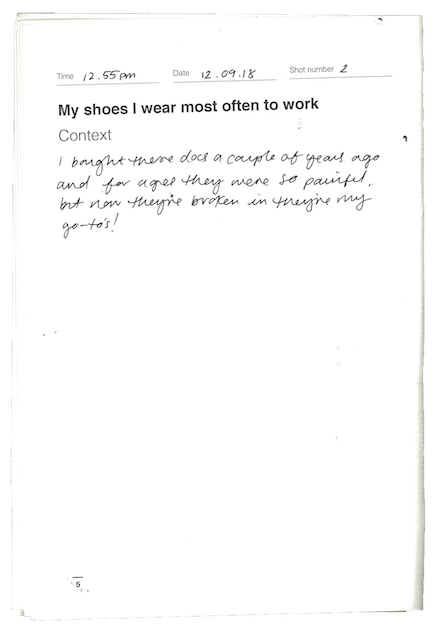 Time 12.55pm Date 12.09.18 Shot number 2
My shoes I wear most often to work
Context
I bought these docs a couple of years ago
and for ages they were so painful.
but now they're broken in they're my
go-to's!
5